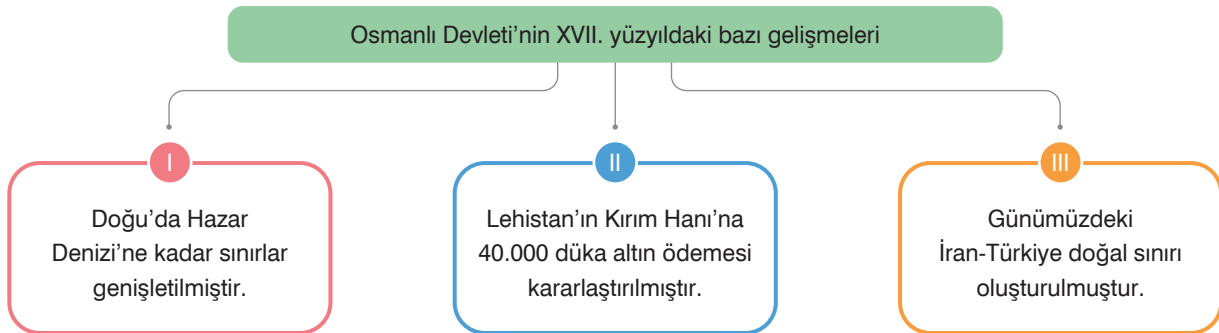 Osmanlı Devleti’nin XVII. yüzyıldaki bazı gelişmeleri
I
Doğu’da Hazar
Denizi’ne kadar sınırlar
genişletilmiştir.
II
Lehistan’ın Kırım Hanı’na
40.000 düka altın ödemesi
kararlaştırılmıştır.
III
Günümüzdeki
İran-Türkiye doğal sınırı
oluşturulmuştur.